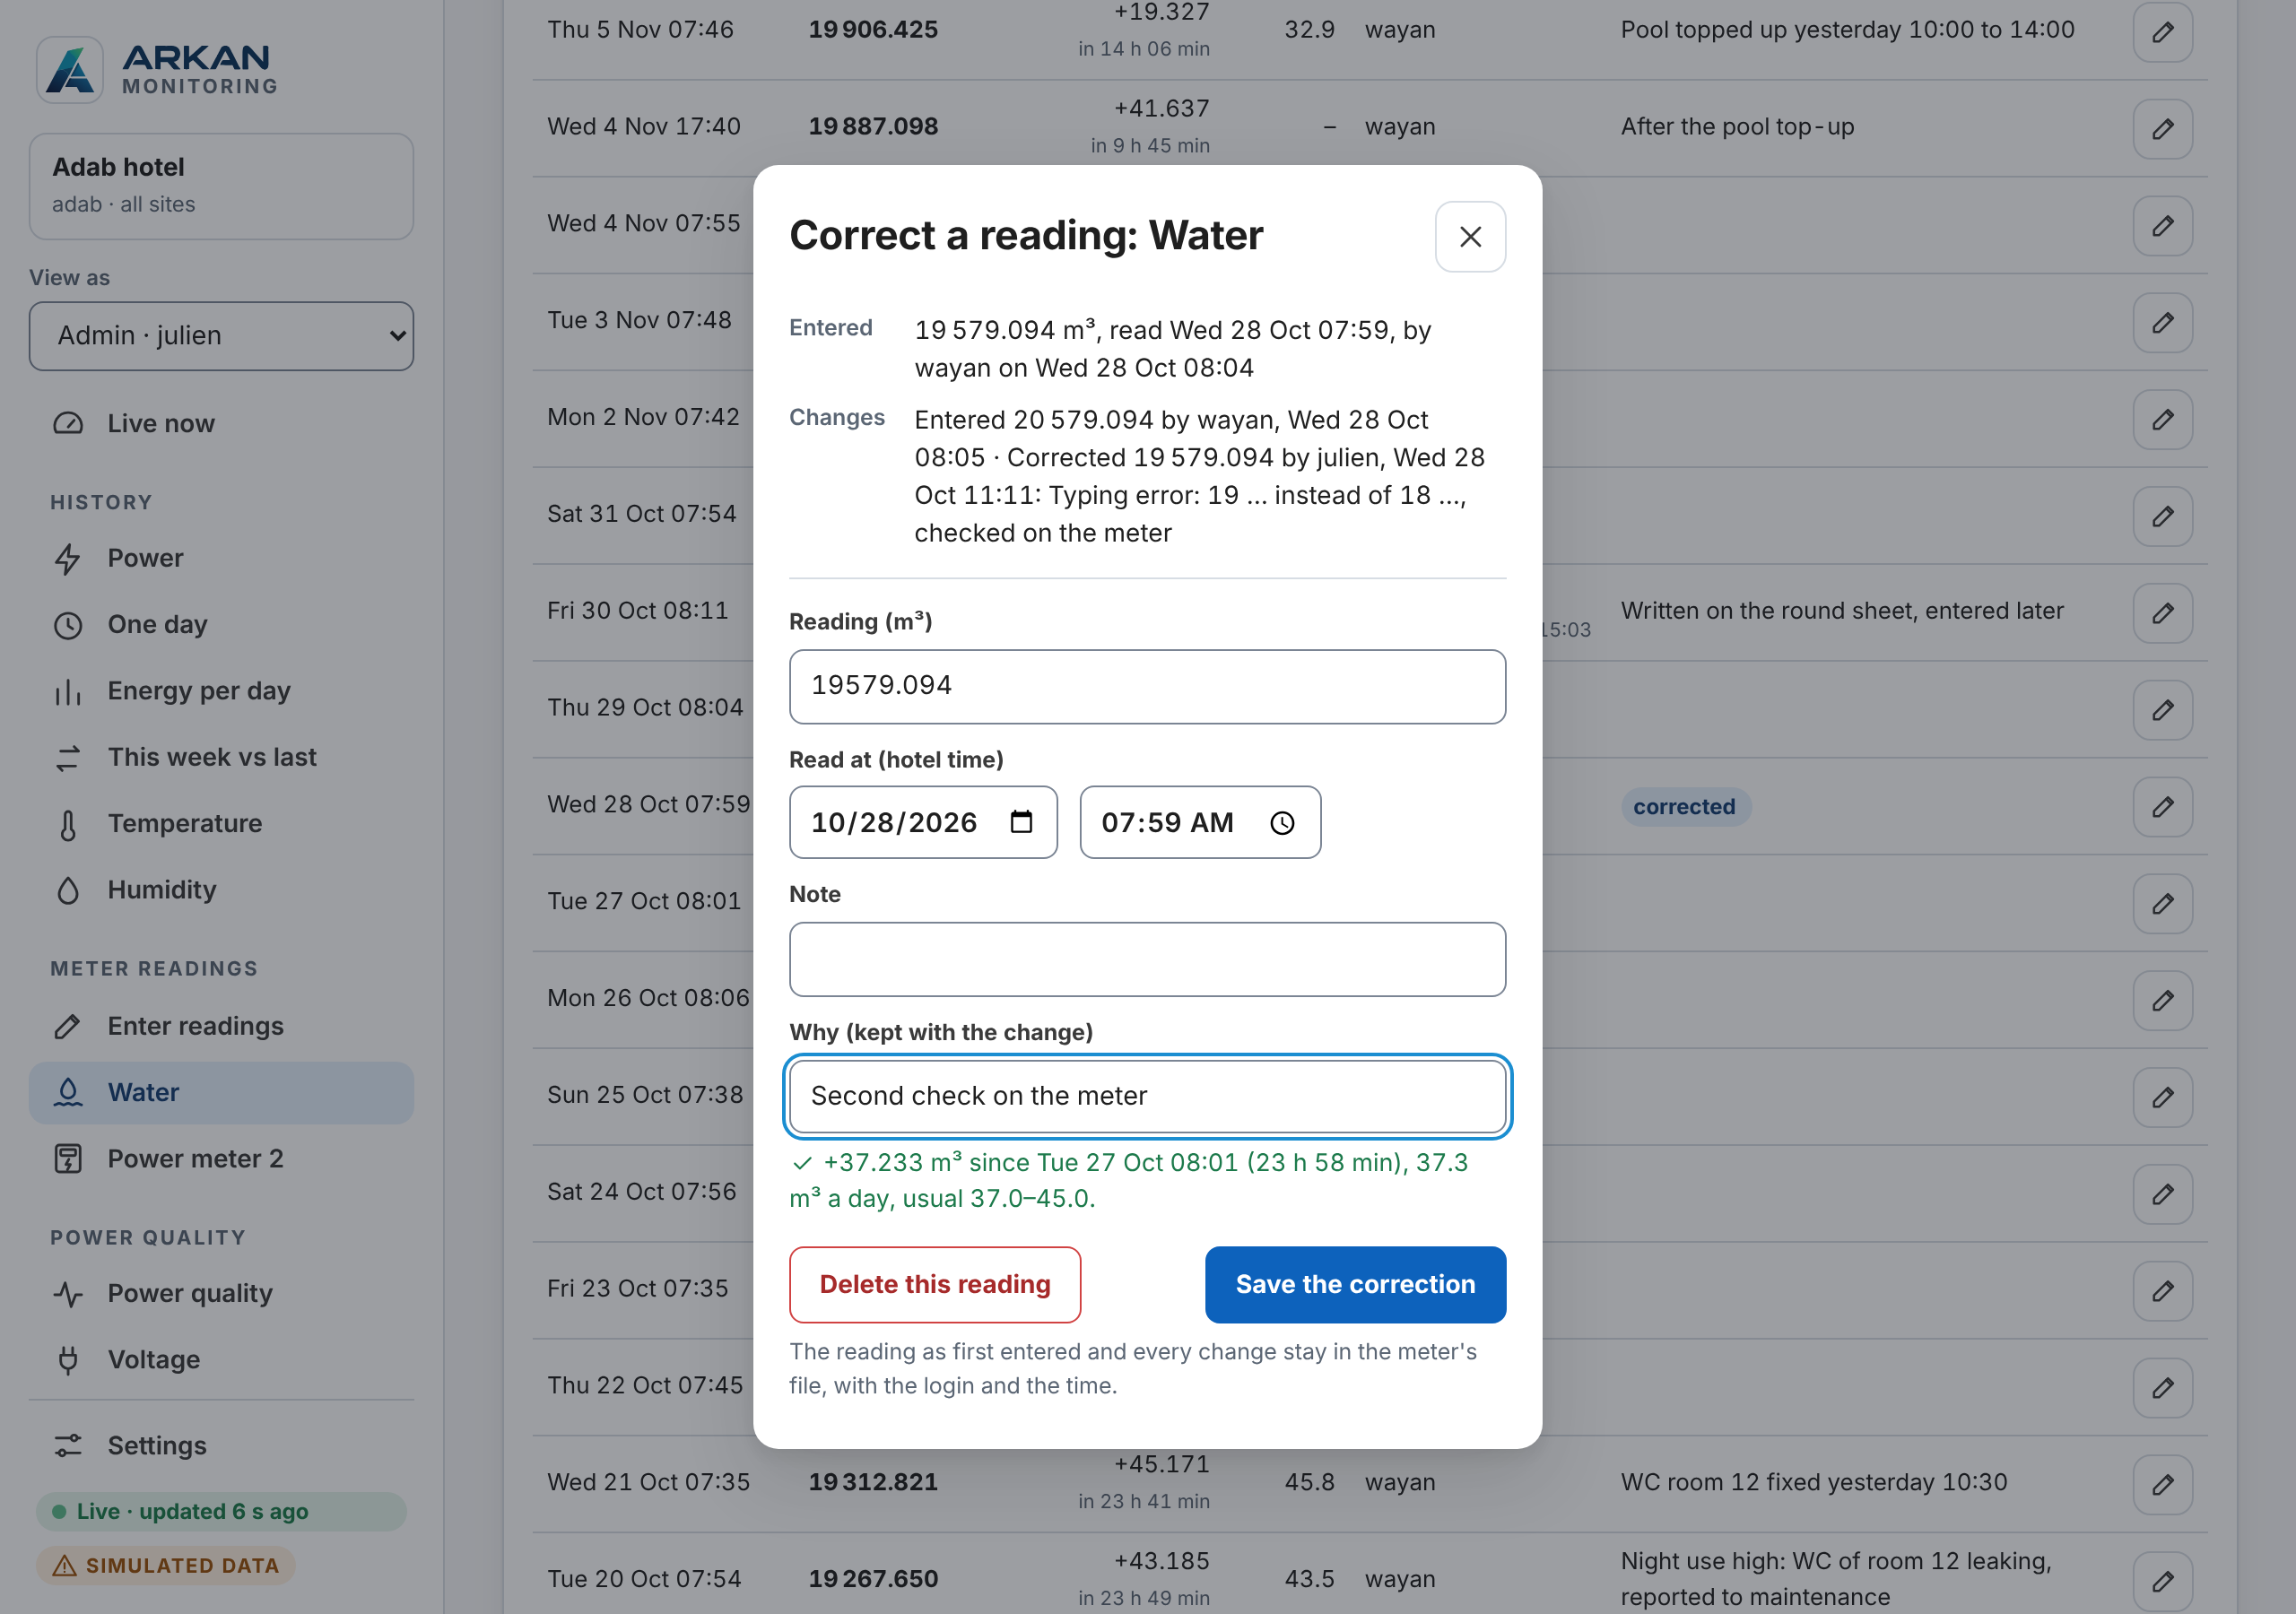 ARKAN
MONITORING
Adab hotel
adab · all sites
View as
Admin · julien
Live now
HISTORY
Power
One day
Energy per day
This week vs last
Temperature
Humidity
METER READINGS
Enter readings
Water
Power meter 2
POWER QUALITY
Power quality
Voltage
Settings
Live · updated 6 s ago
SIMULATED DATA
Thu 5 Nov 07:46 19 906.425 +19.327 32.9 wayan Pool topped up yesterday 10:00 to 14:00
in 14 h 06 min
Wed 4 Nov 17:40 19 887.098 +41.637 – wayan After the pool top-up
in 9 h 45 min
Wed 4 Nov 07:55
Tue 3 Nov 07:48
Mon 2 Nov 07:42
Sat 31 Oct 07:54
Fri 30 Oct 08:11 Written on the round sheet, entered later
15:03
Thu 29 Oct 08:04
Wed 28 Oct 07:59 corrected
Tue 27 Oct 08:01
Mon 26 Oct 08:06
Sun 25 Oct 07:38
Sat 24 Oct 07:56
Fri 23 Oct 07:35
Thu 22 Oct 07:45
Wed 21 Oct 07:35 19 312.821 +45.171 45.8 wayan WC room 12 fixed yesterday 10:30
in 23 h 41 min
Tue 20 Oct 07:54 19 267.650 +43.185 43.5 wayan Night use high: WC of room 12 leaking,
in 23 h 49 min reported to maintenance
Correct a reading: Water
Entered 19 579.094 m³, read Wed 28 Oct 07:59, by
wayan on Wed 28 Oct 08:04
Changes Entered 20 579.094 by wayan, Wed 28 Oct
08:05 · Corrected 19 579.094 by julien, Wed 28
Oct 11:11: Typing error: 19 ... instead of 18 ...,
checked on the meter
Reading (m³)
19579.094
Read at (hotel time)
10/28/2026 07:59 AM
Note
Why (kept with the change)
Second check on the meter
+37.233 m³ since Tue 27 Oct 08:01 (23 h 58 min), 37.3
m³ a day, usual 37.0–45.0.
Delete this reading Save the correction
The reading as first entered and every change stay in the meter's
file, with the login and the time.